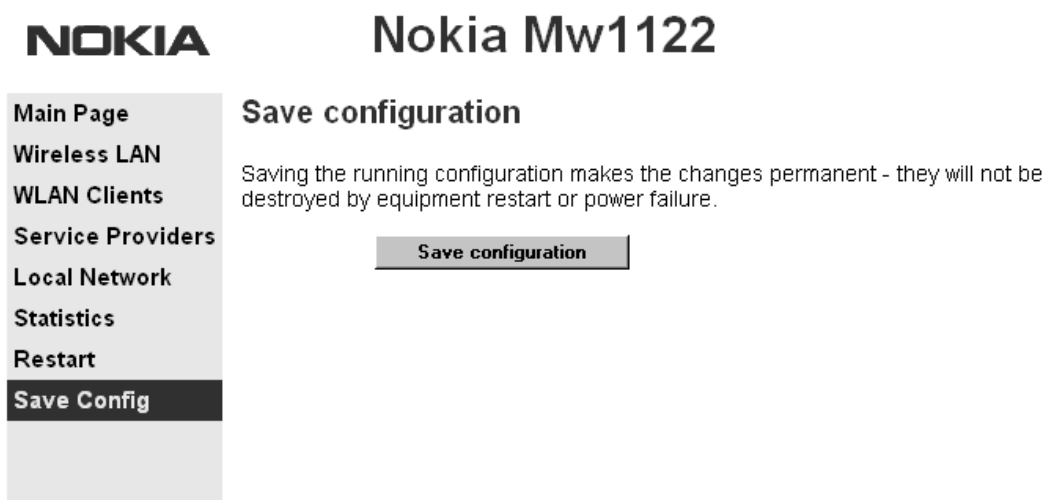 NOKIA
Nokia Mw1122
Main Page
Wireless LAN
WLAN Clients
Service Providers
Local Network
Statistics
Restart
Save Config
Save configuration
Saving the running configuration makes the changes permanent - they will not be
destroyed by equipment restart or power failure.
Save configuration